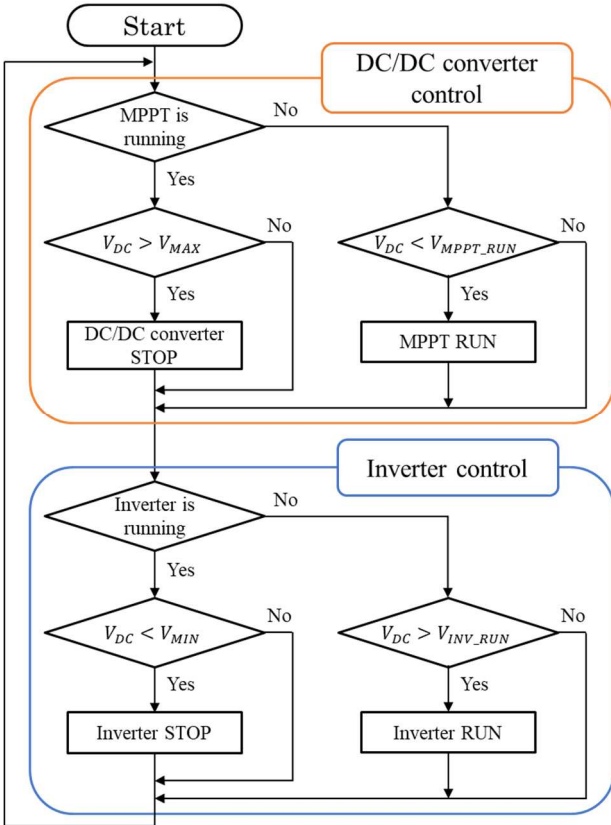 Start
DC/DC converter
control
MPPT is
running
No
Yes
V_DC > V_MAX
No
V_DC < V_MPPT_RUN
No
Yes
Yes
DC/DC converter
STOP
MPPT RUN
Inverter control
Inverter is
running
No
Yes
V_DC < V_MIN
No
V_DC > V_INV_RUN
No
Yes
Yes
Inverter STOP
Inverter RUN